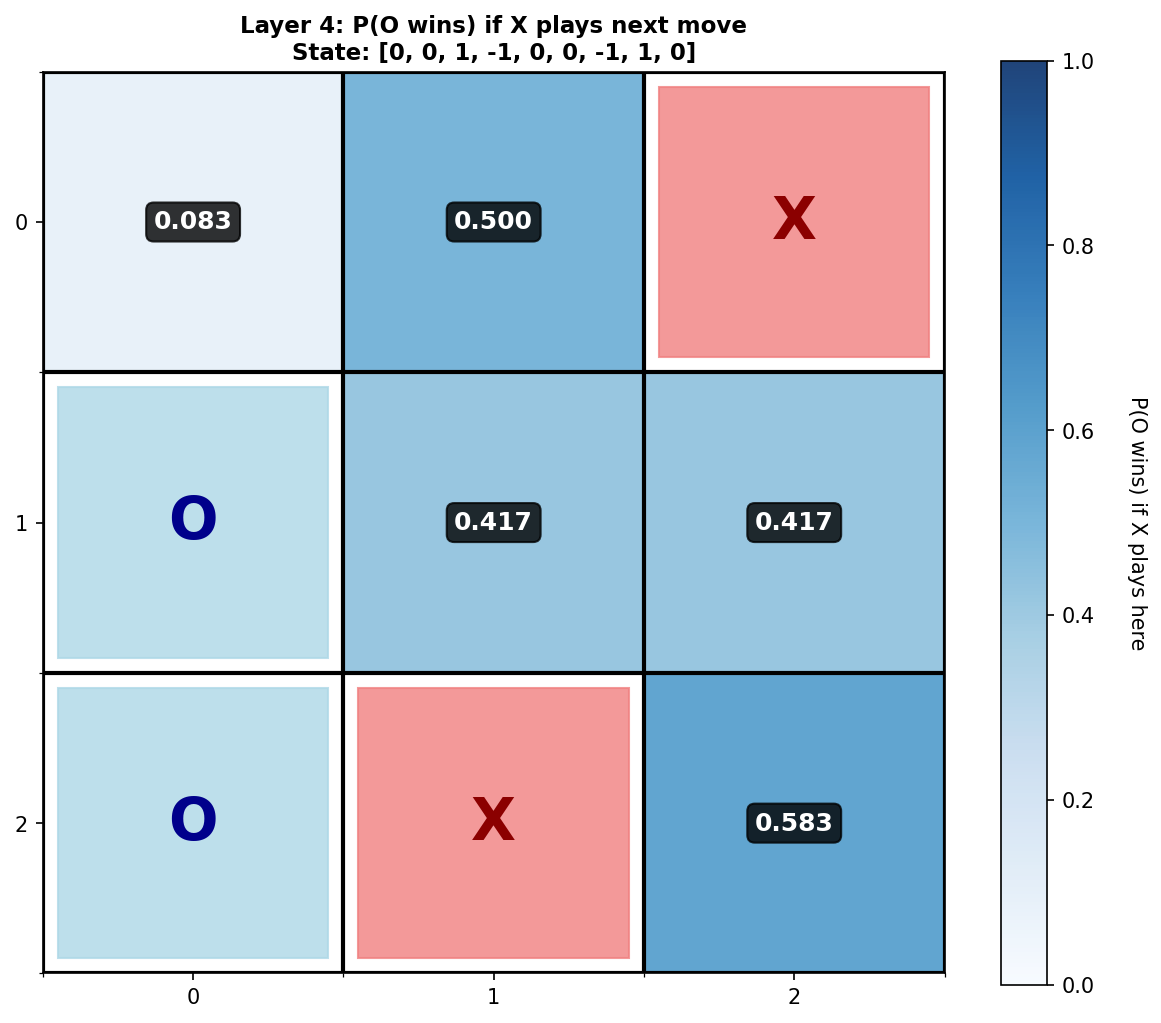 Layer 4: P(O wins) if X plays next move
State: [0, 0, 1, -1, 0, 0, -1, 1, 0]
1.0
0.8
0.6
0.4
0.2
0.0
P(O wins) if X plays here
0
0.083
0.500
X
1
O
0.417
0.417
2
O
X
0.583
0
1
2